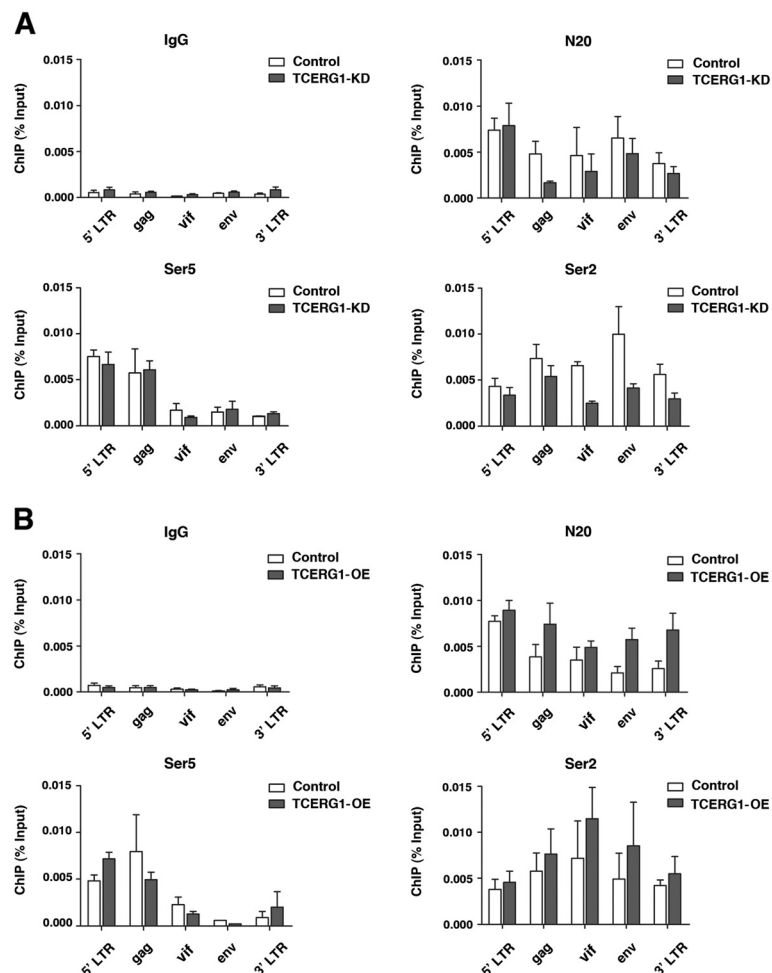 A
IgG
ChIP (% Input)
0.015
0.010
0.005
0.000
5' LTR
gag
vif
env
3' LTR
Control
TCERG1-KD
N20
ChIP (% Input)
0.015
0.010
0.005
0.000
5' LTR
gag
vif
env
3' LTR
Control
TCERG1-KD
Ser5
ChIP (% Input)
0.015
0.010
0.005
0.000
5' LTR
gag
vif
env
3' LTR
Control
TCERG1-KD
Ser2
ChIP (% Input)
0.015
0.010
0.005
0.000
5' LTR
gag
vif
env
3' LTR
Control
TCERG1-KD
B
IgG
ChIP (% Input)
0.015
0.010
0.005
0.000
5' LTR
gag
vif
env
3' LTR
Control
TCERG1-OE
N20
ChIP (% Input)
0.015
0.010
0.005
0.000
5' LTR
gag
vif
env
3' LTR
Control
TCERG1-OE
Ser5
ChIP (% Input)
0.015
0.010
0.005
0.000
5' LTR
gag
vif
env
3' LTR
Control
TCERG1-OE
Ser2
ChIP (% Input)
0.015
0.010
0.005
0.000
5' LTR
gag
vif
env
3' LTR
Control
TCERG1-OE